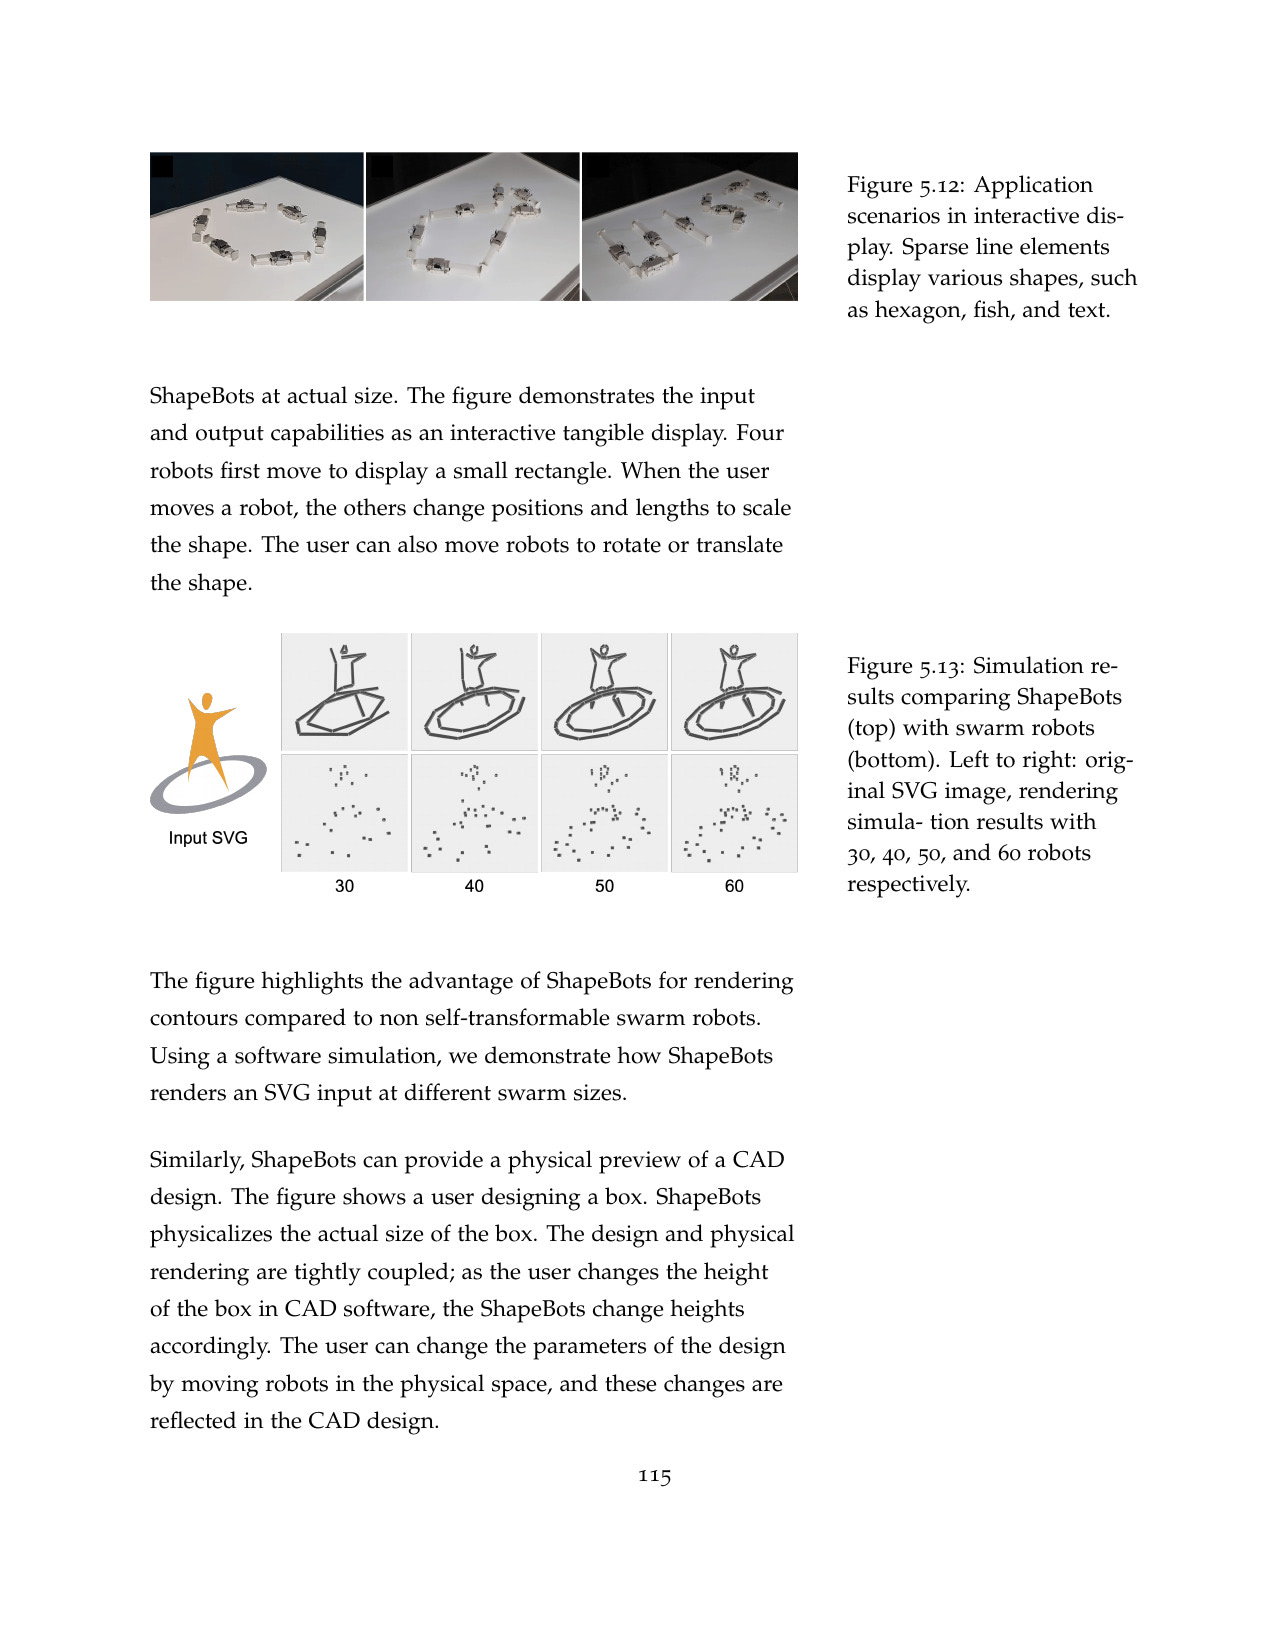 Figure 5.12: Application
scenarios in interactive dis-
play. Sparse line elements
display various shapes, such
as hexagon, fish, and text.
ShapeBots at actual size. The figure demonstrates the input
and output capabilities as an interactive tangible display. Four
robots first move to display a small rectangle. When the user
moves a robot, the others change positions and lengths to scale
the shape. The user can also move robots to rotate or translate
the shape.
Input SVG
30 40 50 60
Figure 5.13: Simulation re-
sults comparing ShapeBots
(top) with swarm robots
(bottom). Left to right: orig-
inal SVG image, rendering
simula- tion results with
30, 40, 50, and 60 robots
respectively.
The figure highlights the advantage of ShapeBots for rendering
contours compared to non self-transformable swarm robots.
Using a software simulation, we demonstrate how ShapeBots
renders an SVG input at different swarm sizes.
Similarly, ShapeBots can provide a physical preview of a CAD
design. The figure shows a user designing a box. ShapeBots
physicalizes the actual size of the box. The design and physical
rendering are tightly coupled; as the user changes the height
of the box in CAD software, the ShapeBots change heights
accordingly. The user can change the parameters of the design
by moving robots in the physical space, and these changes are
reflected in the CAD design.
115